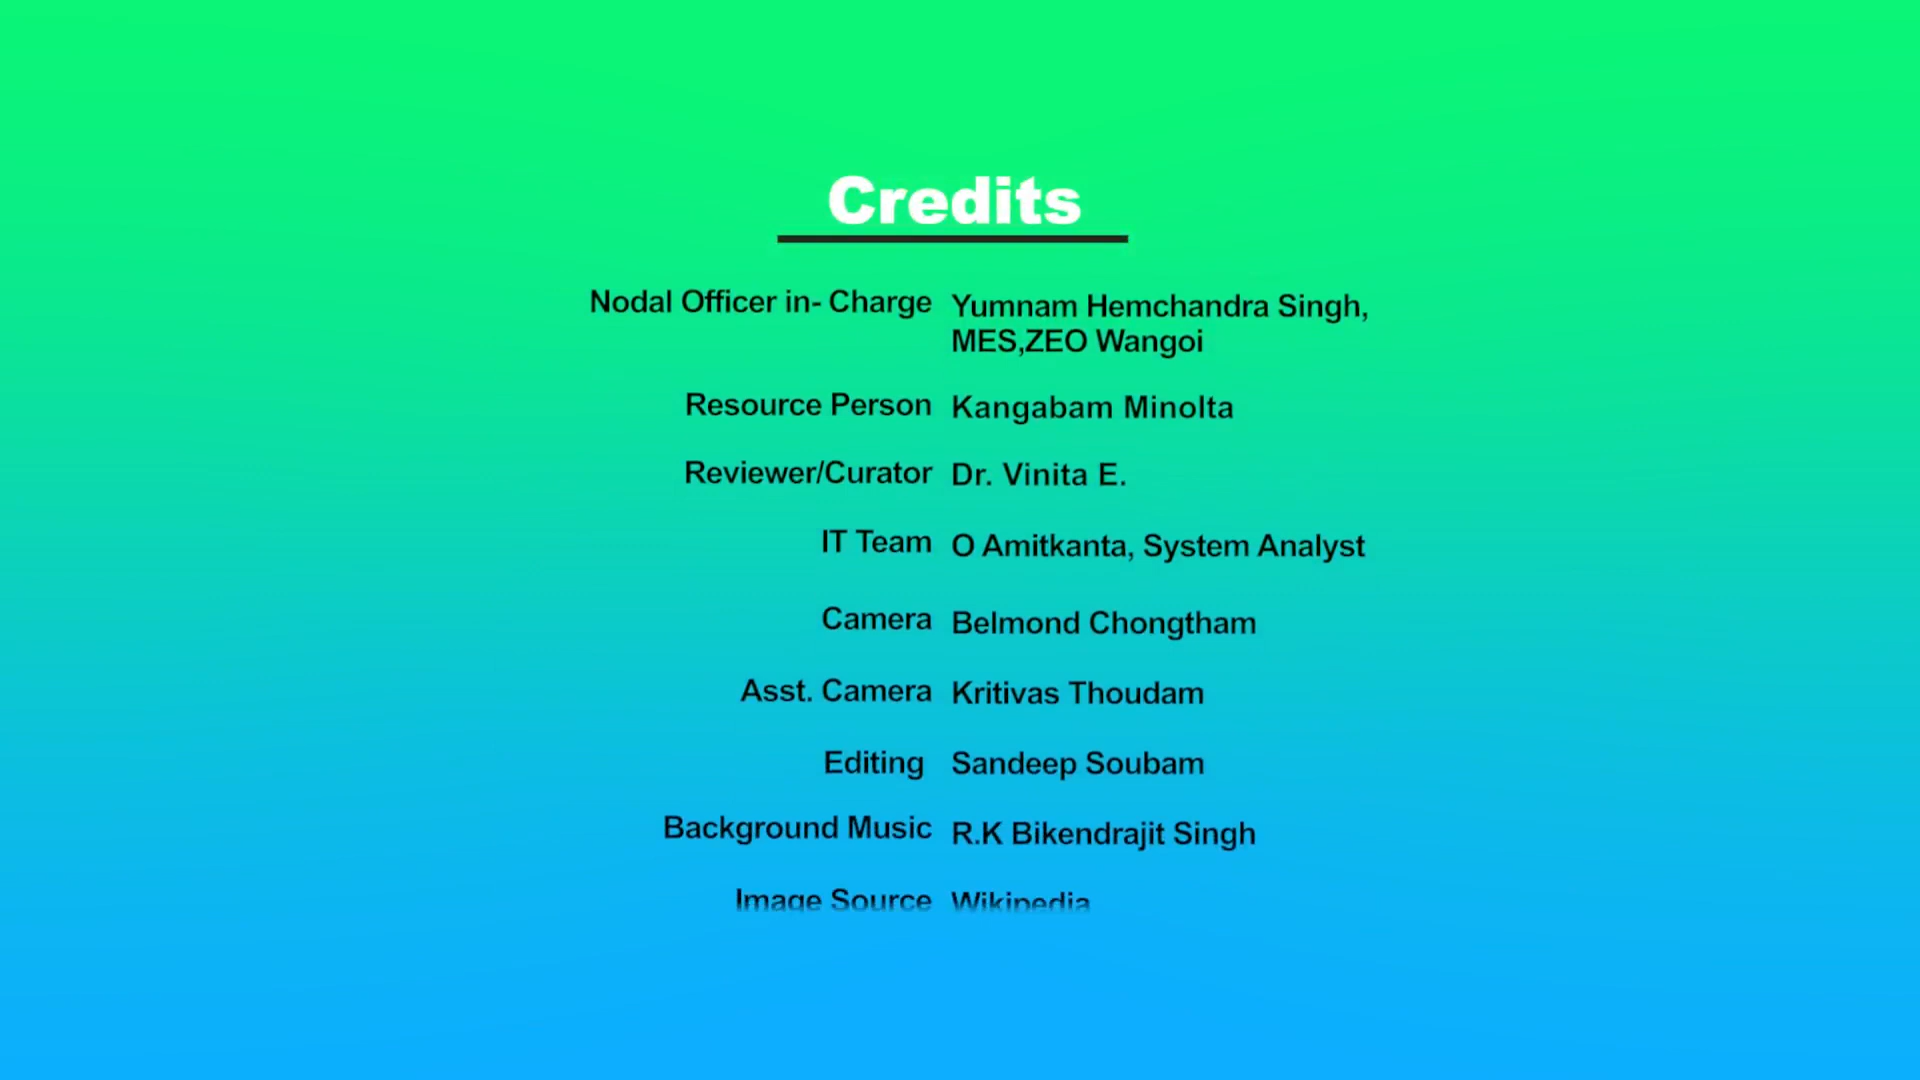 Credits
Nodal Officer in- Charge Yumnam Hemchandra Singh,
MES,ZEO Wangoi
Resource Person Kangabam Minolta
Reviewer/Curator Dr. Vinita E.
IT Team O Amitkanta, System Analyst
Camera Belmond Chongtham
Asst. Camera Kritivas Thoudam
Editing Sandeep Soubam
Background Music R.K Bikendrajit Singh
Image Source Wikipedia